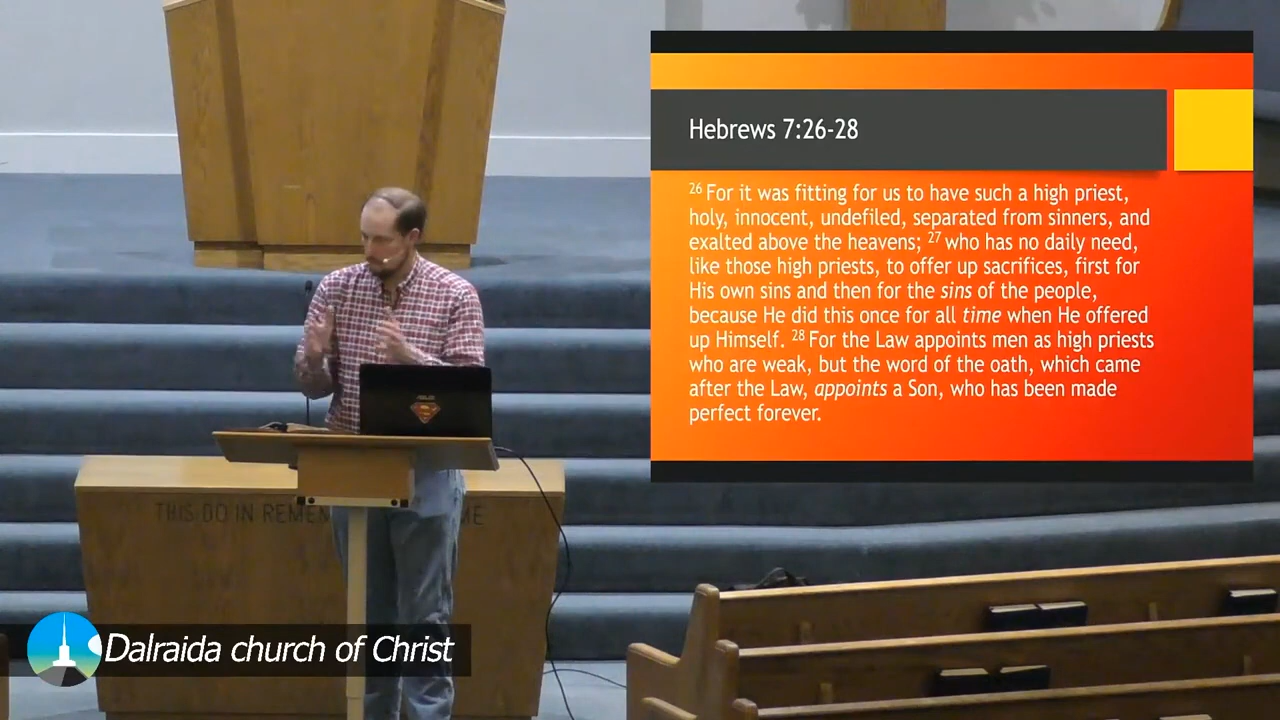 Hebrews 7:26-28
26 For it was fitting for us to have such a high priest,
holy, innocent, undefiled, separated from sinners, and
exalted above the heavens; 27 who has no daily need,
like those high priests, to offer up sacrifices, first for
His own sins and then for the sins of the people,
because He did this once for all time when He offered
up Himself. 28 For the Law appoints men as high priests
who are weak, but the word of the oath, which came
after the Law, appoints a Son, who has been made
perfect forever.
THIS DO IN REMEN ME
Dalraida church of Christ